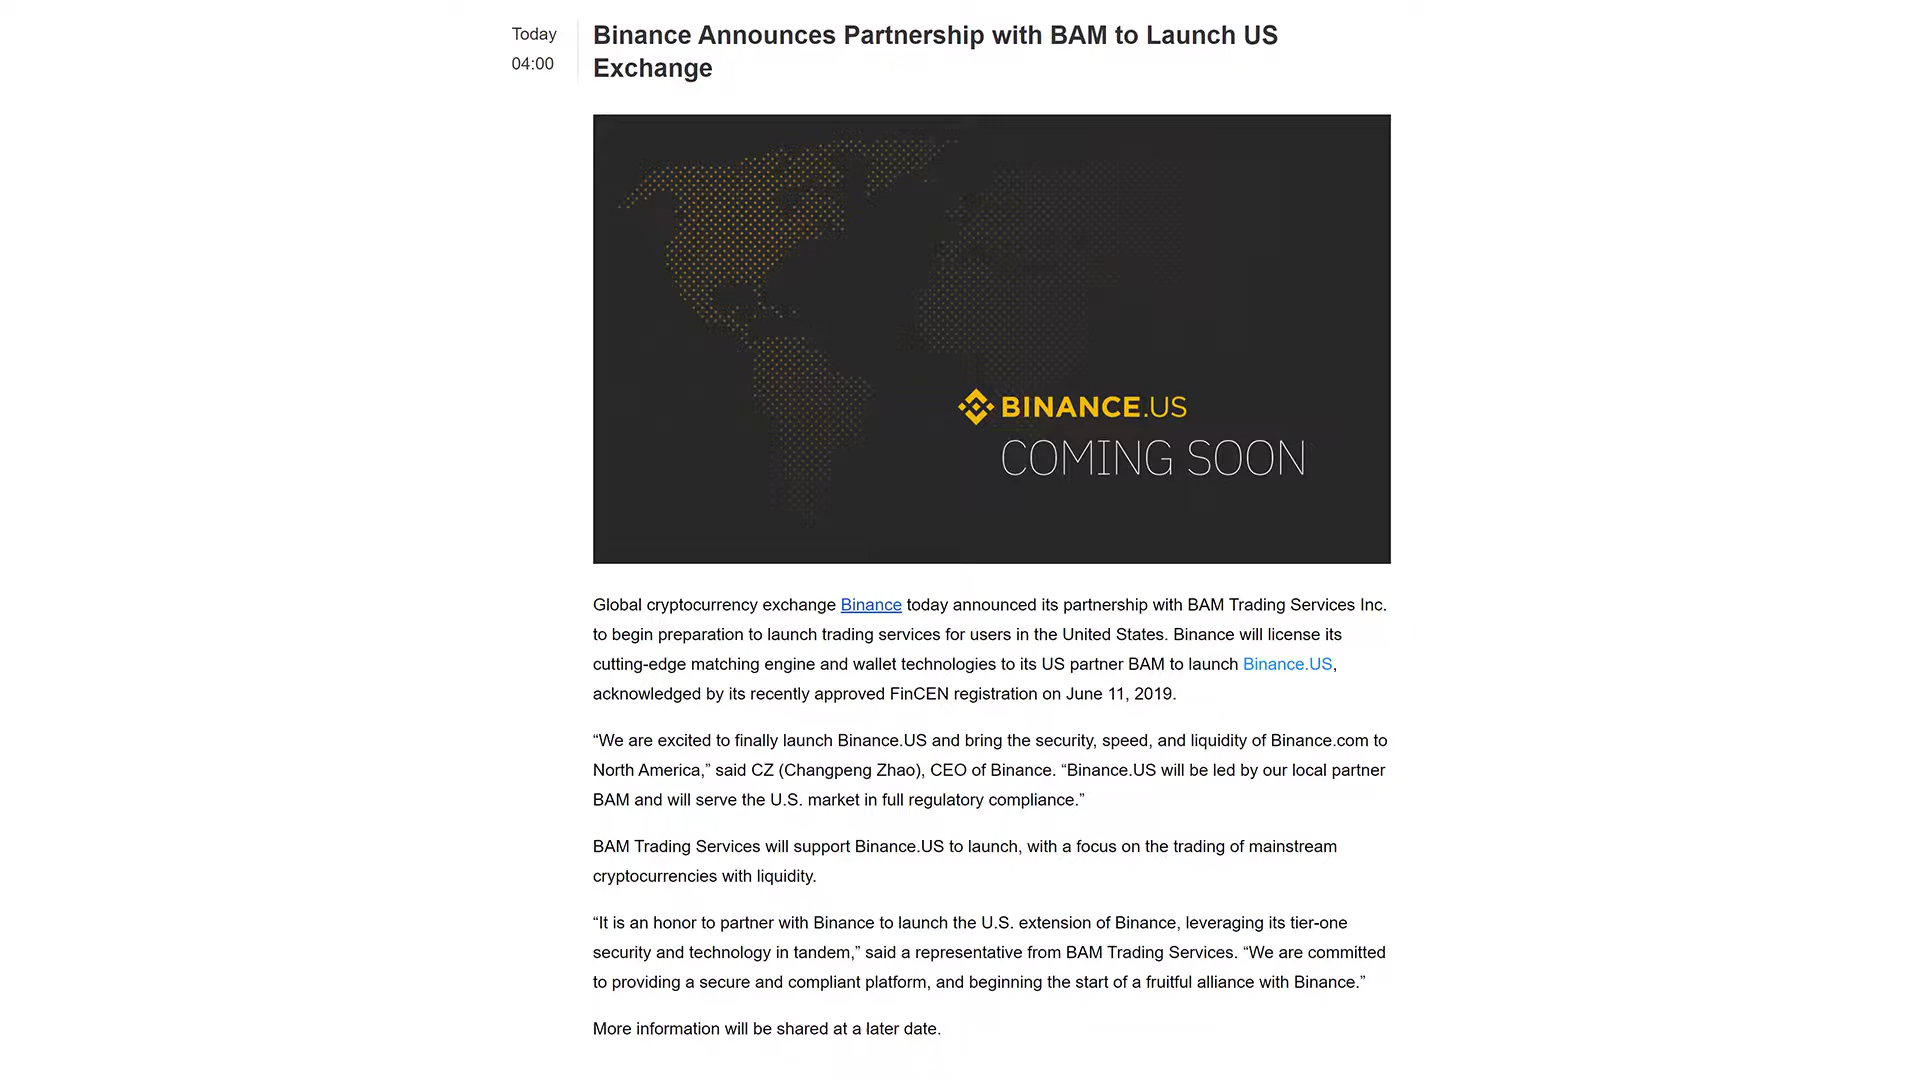 Today
04:00
Binance Announces Partnership with BAM to Launch US
Exchange
BINANCE.US
COMING SOON
Global cryptocurrency exchange Binance today announced its partnership with BAM Trading Services Inc.
to begin preparation to launch trading services for users in the United States. Binance will license its
cutting-edge matching engine and wallet technologies to its US partner BAM to launch Binance.US,
acknowledged by its recently approved FinCEN registration on June 11, 2019.
“We are excited to finally launch Binance.US and bring the security, speed, and liquidity of Binance.com to
North America,” said CZ (Changpeng Zhao), CEO of Binance. “Binance.US will be led by our local partner
BAM and will serve the U.S. market in full regulatory compliance.”
BAM Trading Services will support Binance.US to launch, with a focus on the trading of mainstream
cryptocurrencies with liquidity.
“It is an honor to partner with Binance to launch the U.S. extension of Binance, leveraging its tier-one
security and technology in tandem,” said a representative from BAM Trading Services. “We are committed
to providing a secure and compliant platform, and beginning the start of a fruitful alliance with Binance.”
More information will be shared at a later date.